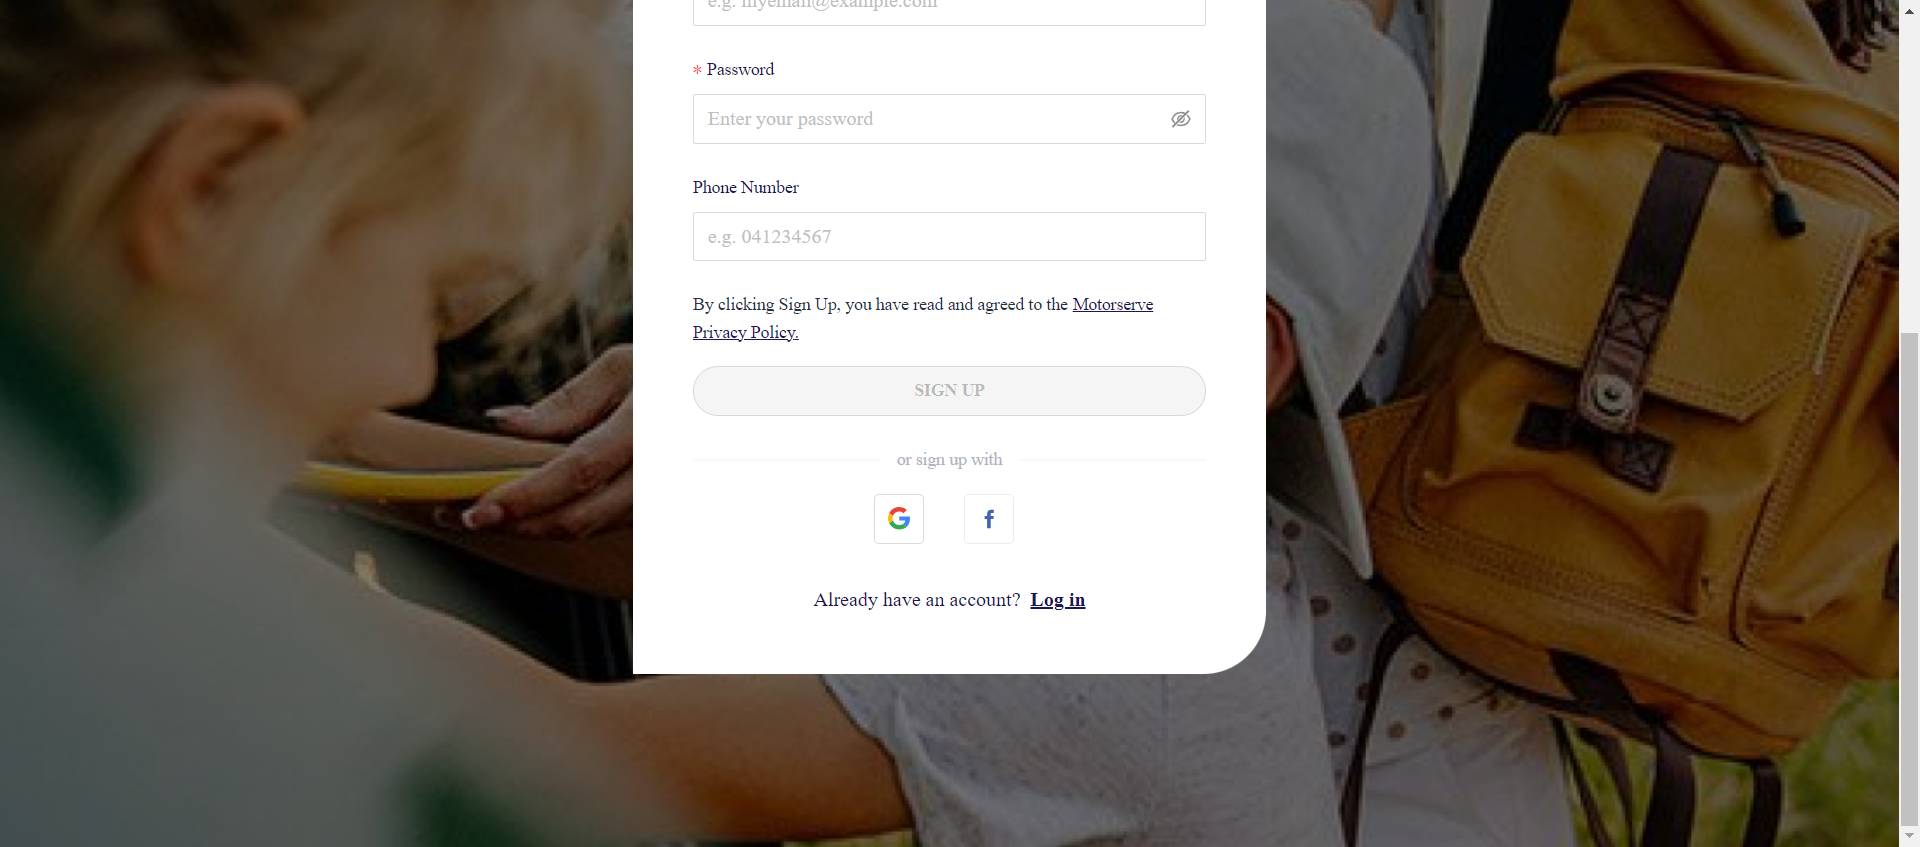 e.g. myemail@example.com
* Password
Enter your password
Phone Number
e.g. 041234567
By clicking Sign Up, you have read and agreed to the Motorserve
Privacy Policy.
SIGN UP
or sign up with
G f
Already have an account? Log in